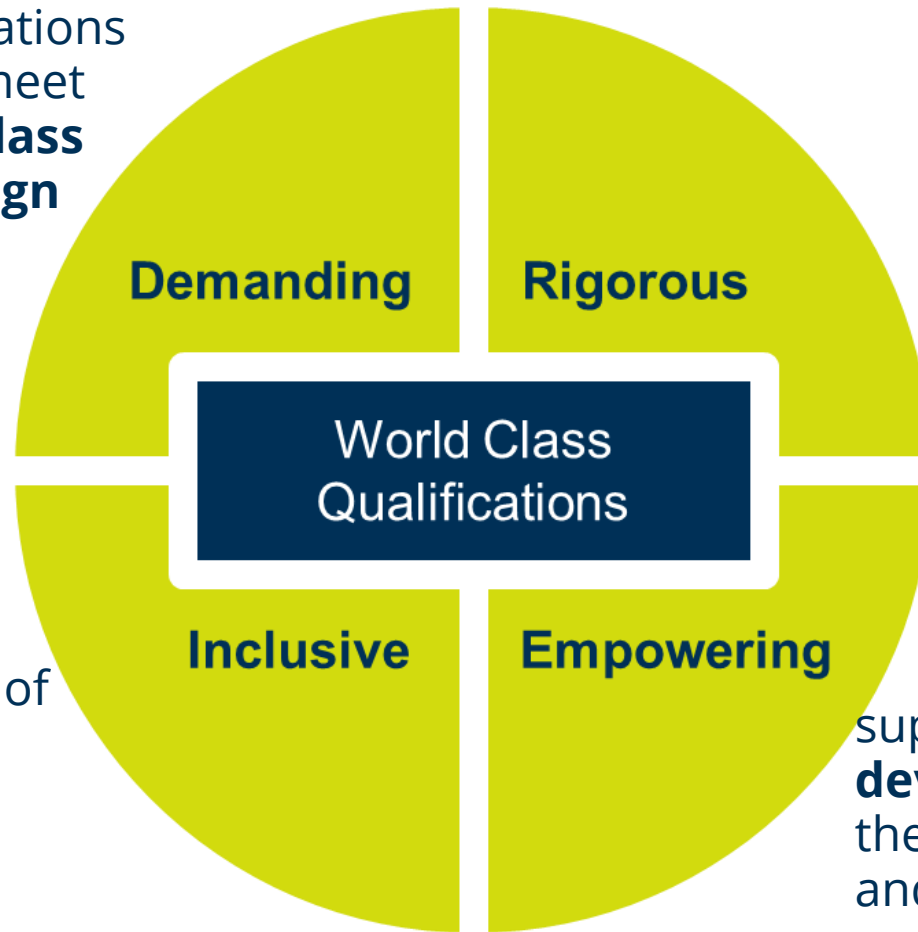 ations
neet
lass
gn
Demanding
Rigorous
World Class
Qualifications
Inclusive
Empowering
of
sup
dev
the
and